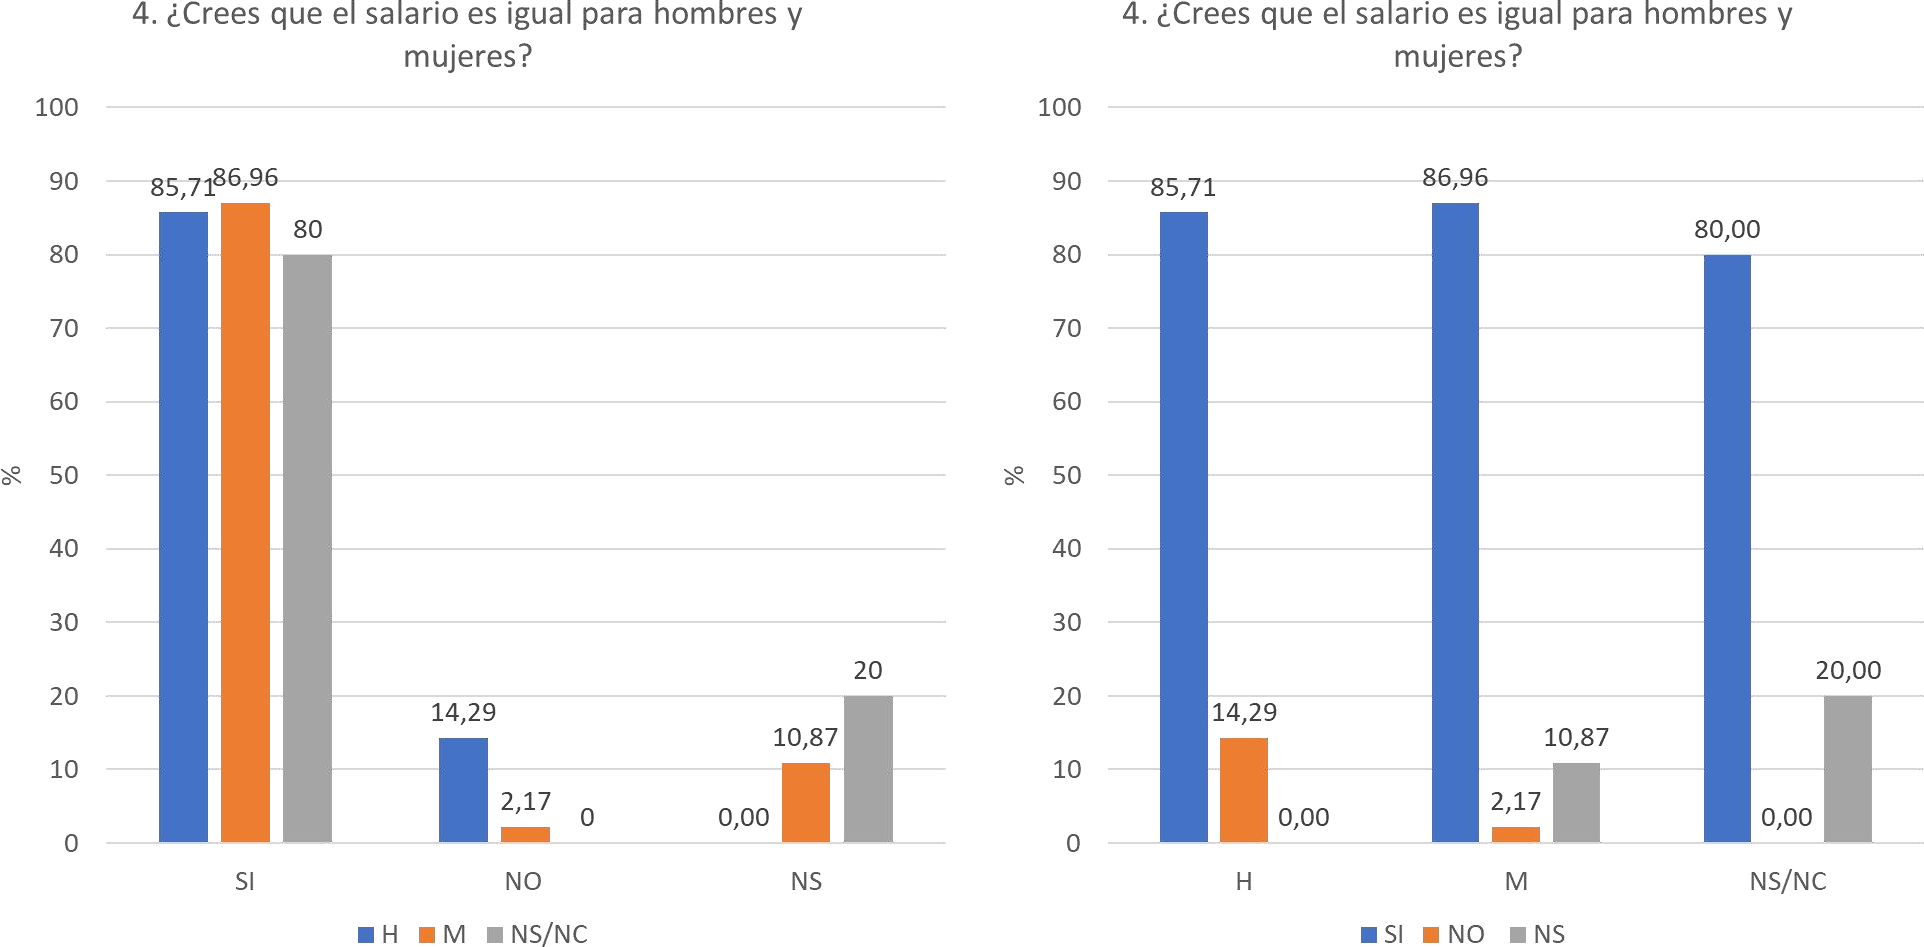 4. ¿Crees que el salario es igual para hombres y
mujeres?
100
90
80
70
60
50
40
30
20
10
0
%
85,71
86,96
80
14,29
2,17
0
0,00
10,87
20
SI
NO
NS
H
M
NS/NC
4. ¿Crees que el salario es igual para hombres y
mujeres?
100
90
80
70
60
50
40
30
20
10
0
%
85,71
14,29
0,00
86,96
2,17
10,87
80,00
0,00
20,00
H
M
NS/NC
SI
NO
NS